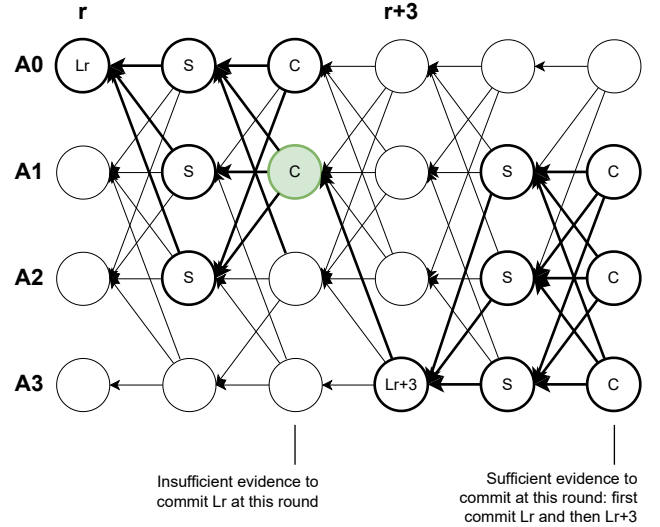 r r+3
A0 Lr S C
A1 S C S C
A2 S S C
A3 Lr+3 S C
Insufficient evidence to
commit Lr at this round
Sufficient evidence to
commit at this round: first
commit Lr and then Lr+3